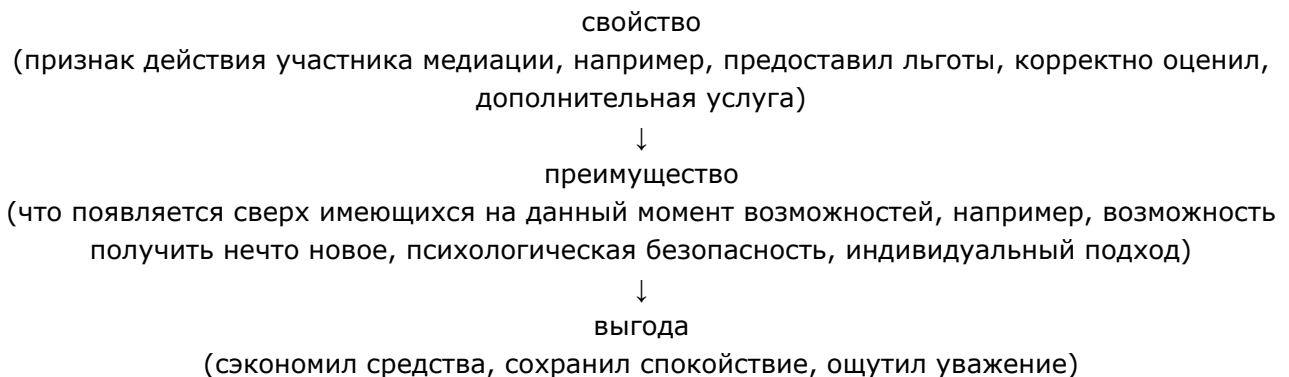 свойство
(признак действия участника медиации, например, предоставил льготы, корректно оценил,
дополнительная услуга)
↓
преимущество
(что появляется сверх имеющихся на данный момент возможностей, например, возможность
получить нечто новое, психологическая безопасность, индивидуальный подход)
↓
выгода
(сэкономил средства, сохранил спокойствие, ощутил уважение)